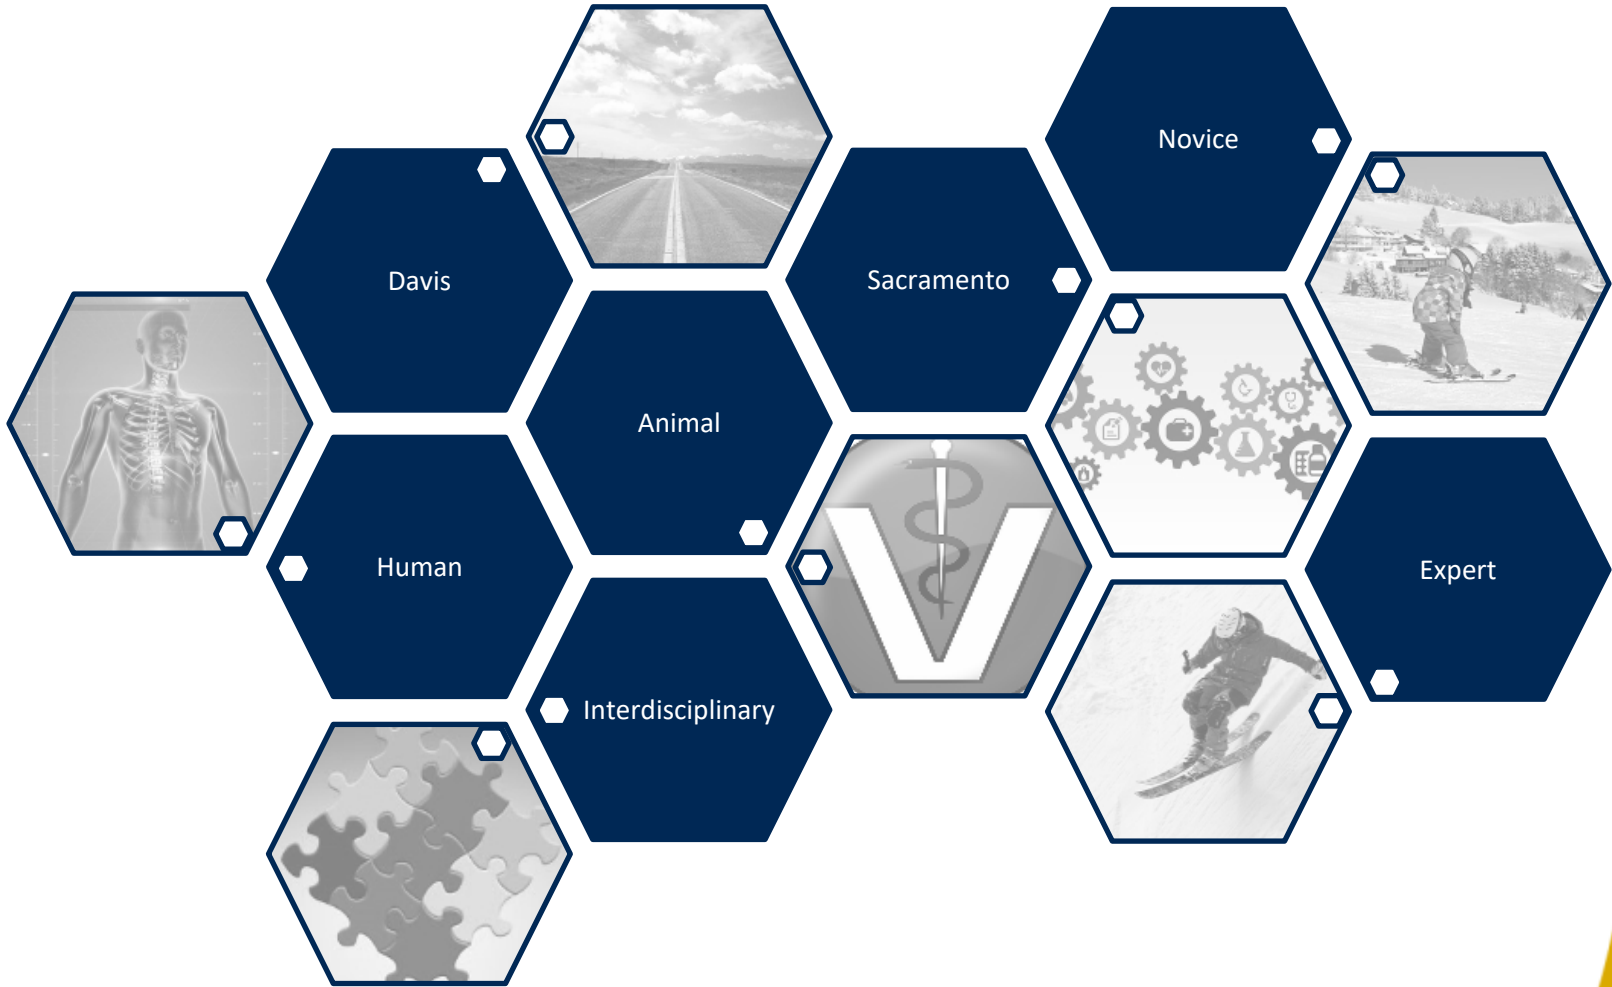 Novice
Davis
Sacramento
Animal
Human
Expert
Interdisciplinary
V